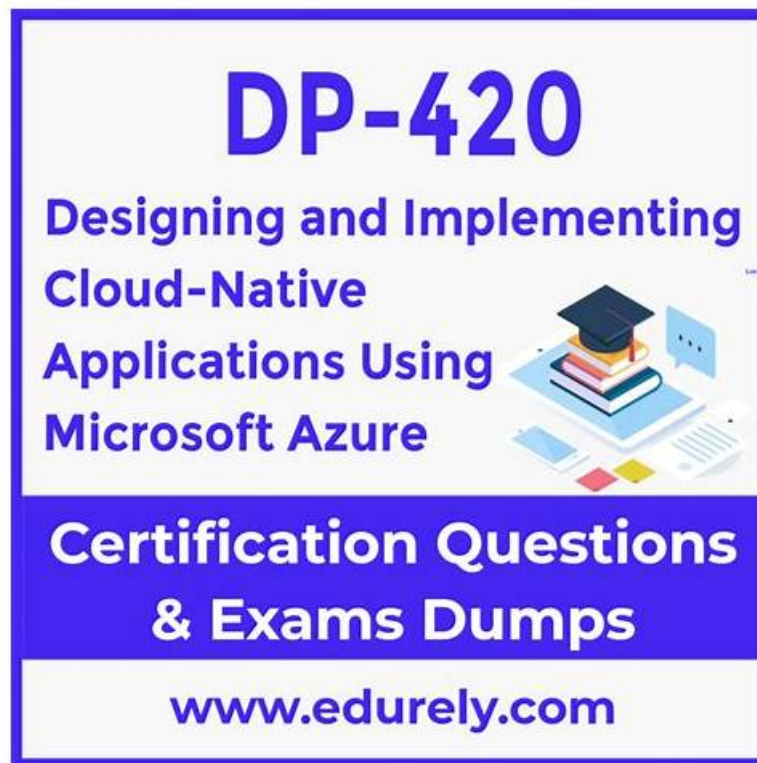 DP-420
Designing and Implementing
Cloud-Native
Applications Using
Microsoft Azure
Certification Questions
& Exams Dumps
www.edurely.com